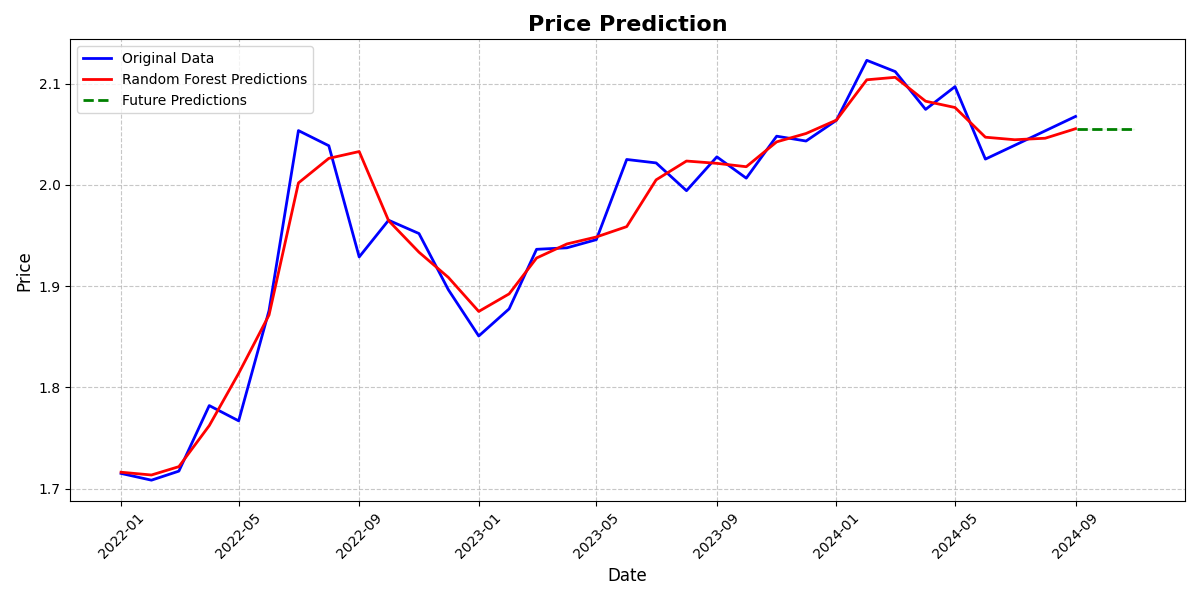 Price Prediction
Original Data
Random Forest Predictions
Future Predictions
2.1
2.0
1.9
1.8
1.7
Price
2022-01
2022-05
2022-09
2023-01
2023-05
2023-09
2024-01
2024-05
2024-09
Date